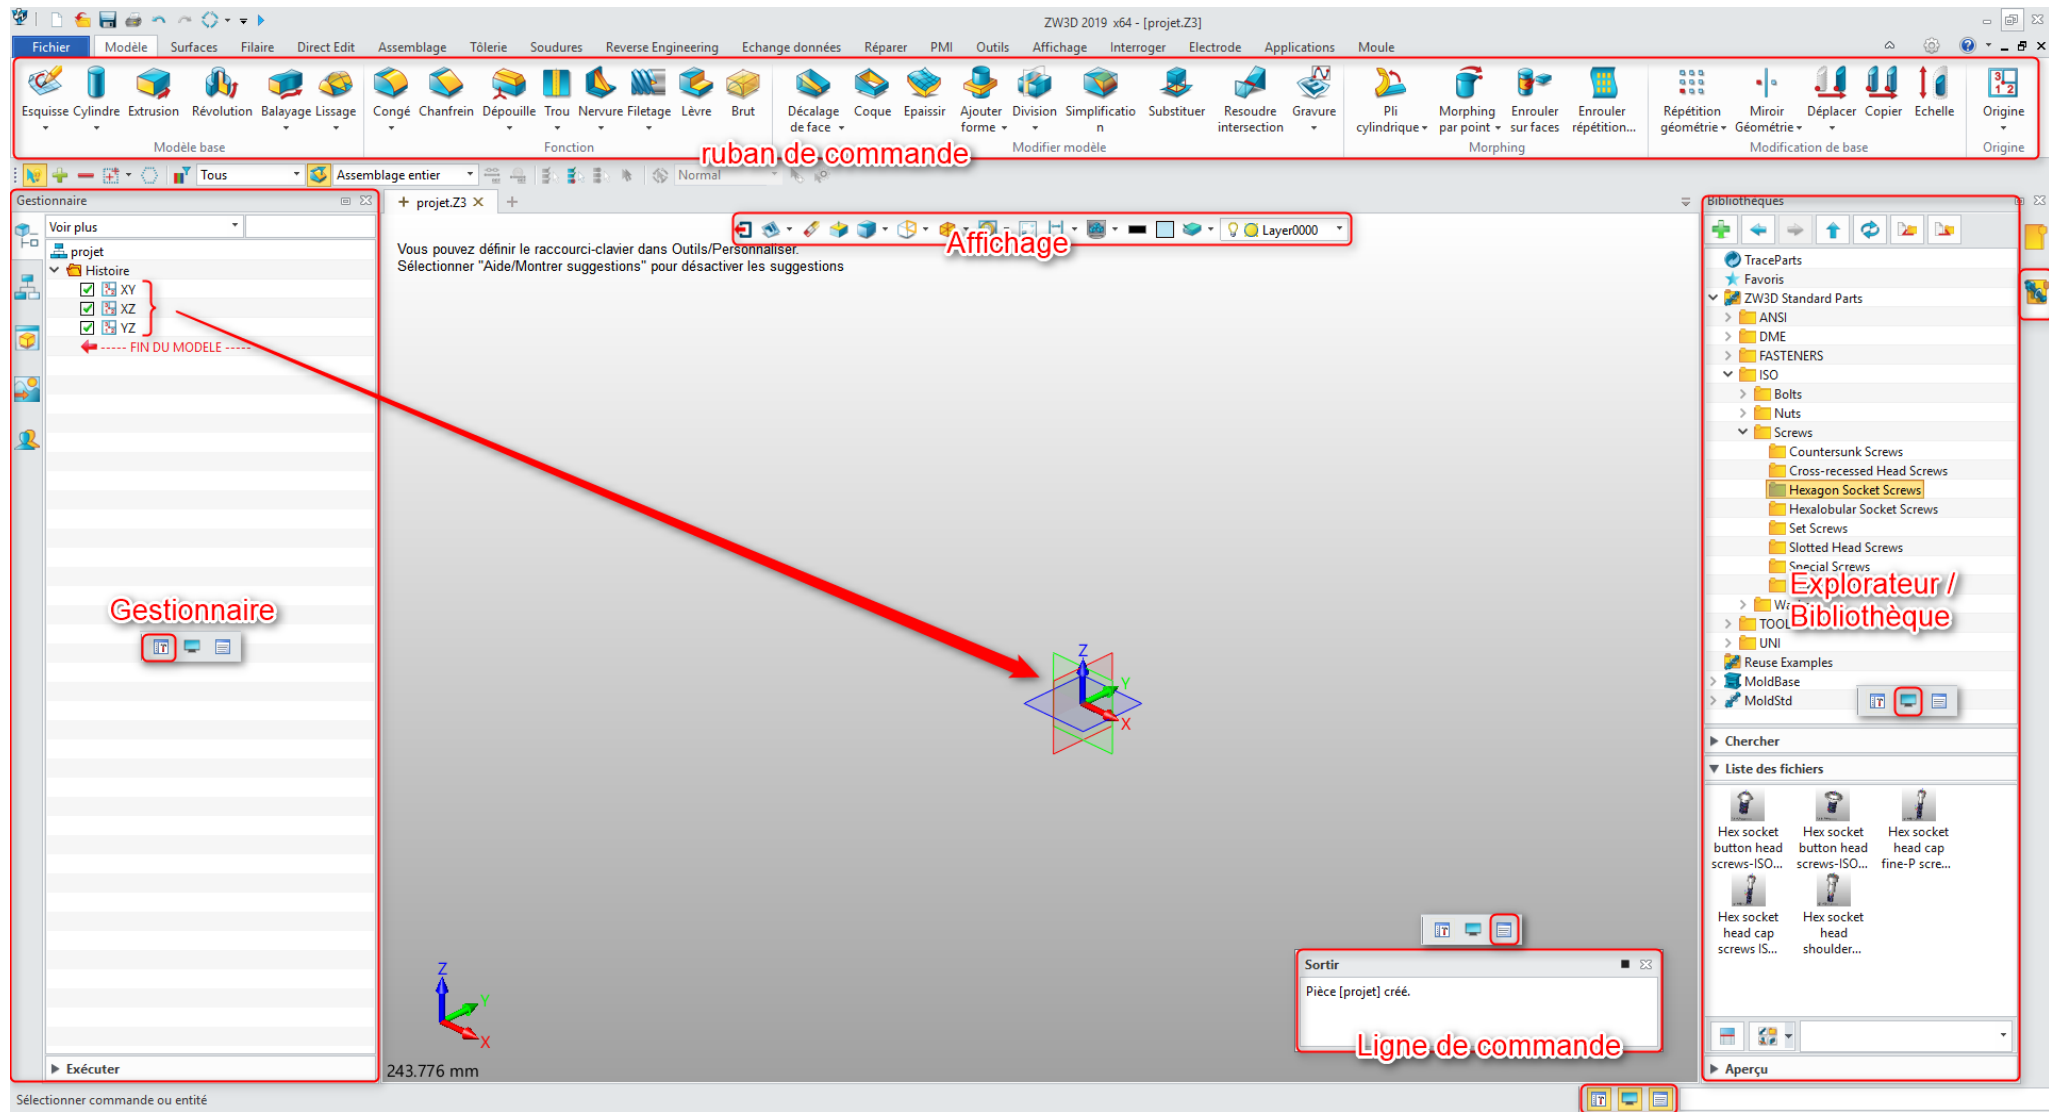 ZW3D 2019 x64 - [projet.Z3]
Fichier Modèle Surfaces Filaire Direct Edit Assemblage Tôlerie Soudures Reverse Engineering Echange données Réparer PMI Outils Affichage Interroger Electrode Applications Moule
Esquisse Cylindre Extrusion Révolution Balayage Lissage Congé Chanfrein Dépouille Trou Nervure Filetage Lèvre Brut Décalage Coque Epaissir Ajouter Division Simplificatio Substituer Resoudre Gravure Pli Morphing Enrouler Enrouler Répétition Miroir Déplacer Copier Echelle Origine
de face forme n intersection cylindrique par point sur faces répétition... géométrie Géométrie
Modèle base Fonction Modifier modèle Morphing Modification de base Origine
ruban de commande
Tous Assemblage entier Normal
Gestionnaire
projet.Z3
Bibliothèques
Voir plus
projet
Histoire
XY
XZ
YZ
FIN DU MODELE
Layer0000
Affichage
Vous pouvez définir le raccourci-clavier dans Outils/Personnaliser.
Sélectionner "Aide/Montrer suggestions" pour désactiver les suggestions
TraceParts
Favoris
ZW3D Standard Parts
ANSI
DME
FASTENERS
ISO
Bolts
Nuts
Screws
Countersunk Screws
Cross-recessed Head Screws
Hexagon Socket Screws
Hexalobular Socket Screws
Set Screws
Slotted Head Screws
Special Screws
Explorateur /
Bibliothèque
UNI
Reuse Examples
MoldBase
MoldStd
Gestionnaire
Z
Y
X
Chercher
Liste des fichiers
Hex socket Hex socket Hex socket
button head button head head cap
screws-ISO... screws-ISO... fine-P scre...
Hex socket Hex socket
head cap head
screws IS... shoulder...
Aperçu
Sortir
Pièce [projet] créé.
Ligne de commande
Z
Y
X
243.776 mm
Exécuter
Sélectionner commande ou entité